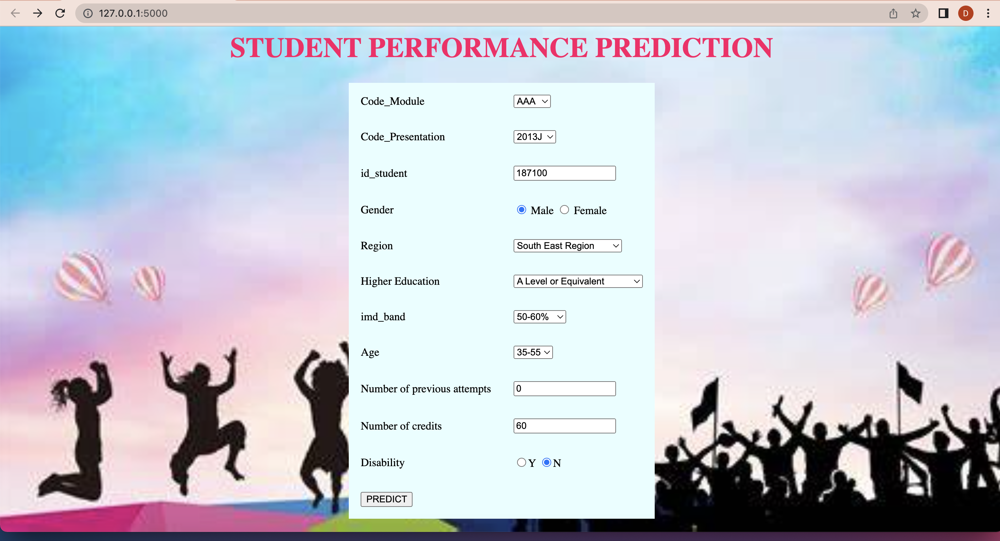 127.0.0.1:5000
D
STUDENT PERFORMANCE PREDICTION
Code_Module AAA
Code_Presentation 2013J
id_student 187100
Gender Male Female
Region South East Region
Higher Education A Level or Equivalent
imd_band 50-60%
Age 35-55
Number of previous attempts 0
Number of credits 60
Disability Y N
PREDICT